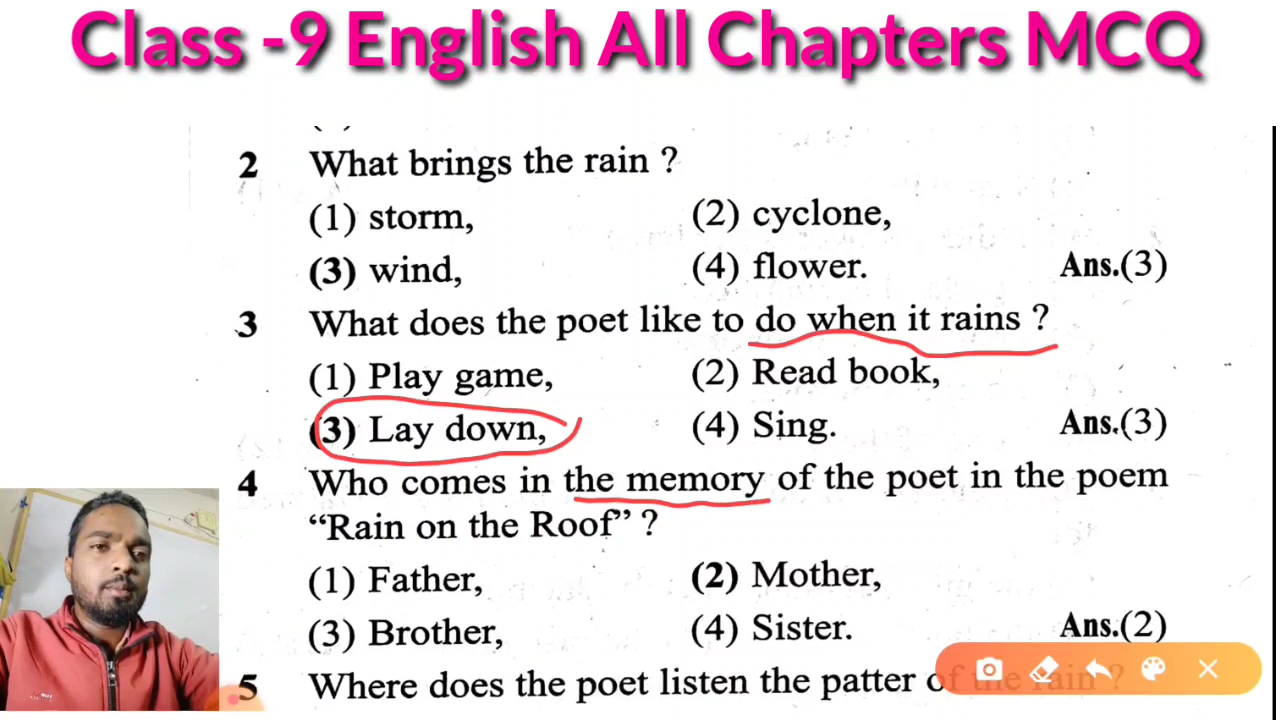 Class -9 English All Chapters MCQ
2 What brings the rain ?
(1) storm, (2) cyclone,
(3) wind, (4) flower. Ans.(3)
3 What does the poet like to do when it rains ?
(1) Play game, (2) Read book,
(3) Lay down, (4) Sing. Ans.(3)
4 Who comes in the memory of the poet in the poem
“Rain on the Roof” ?
(1) Father, (2) Mother,
(3) Brother, (4) Sister. Ans.(2)
5 Where does the poet listen the patter of the rain ?